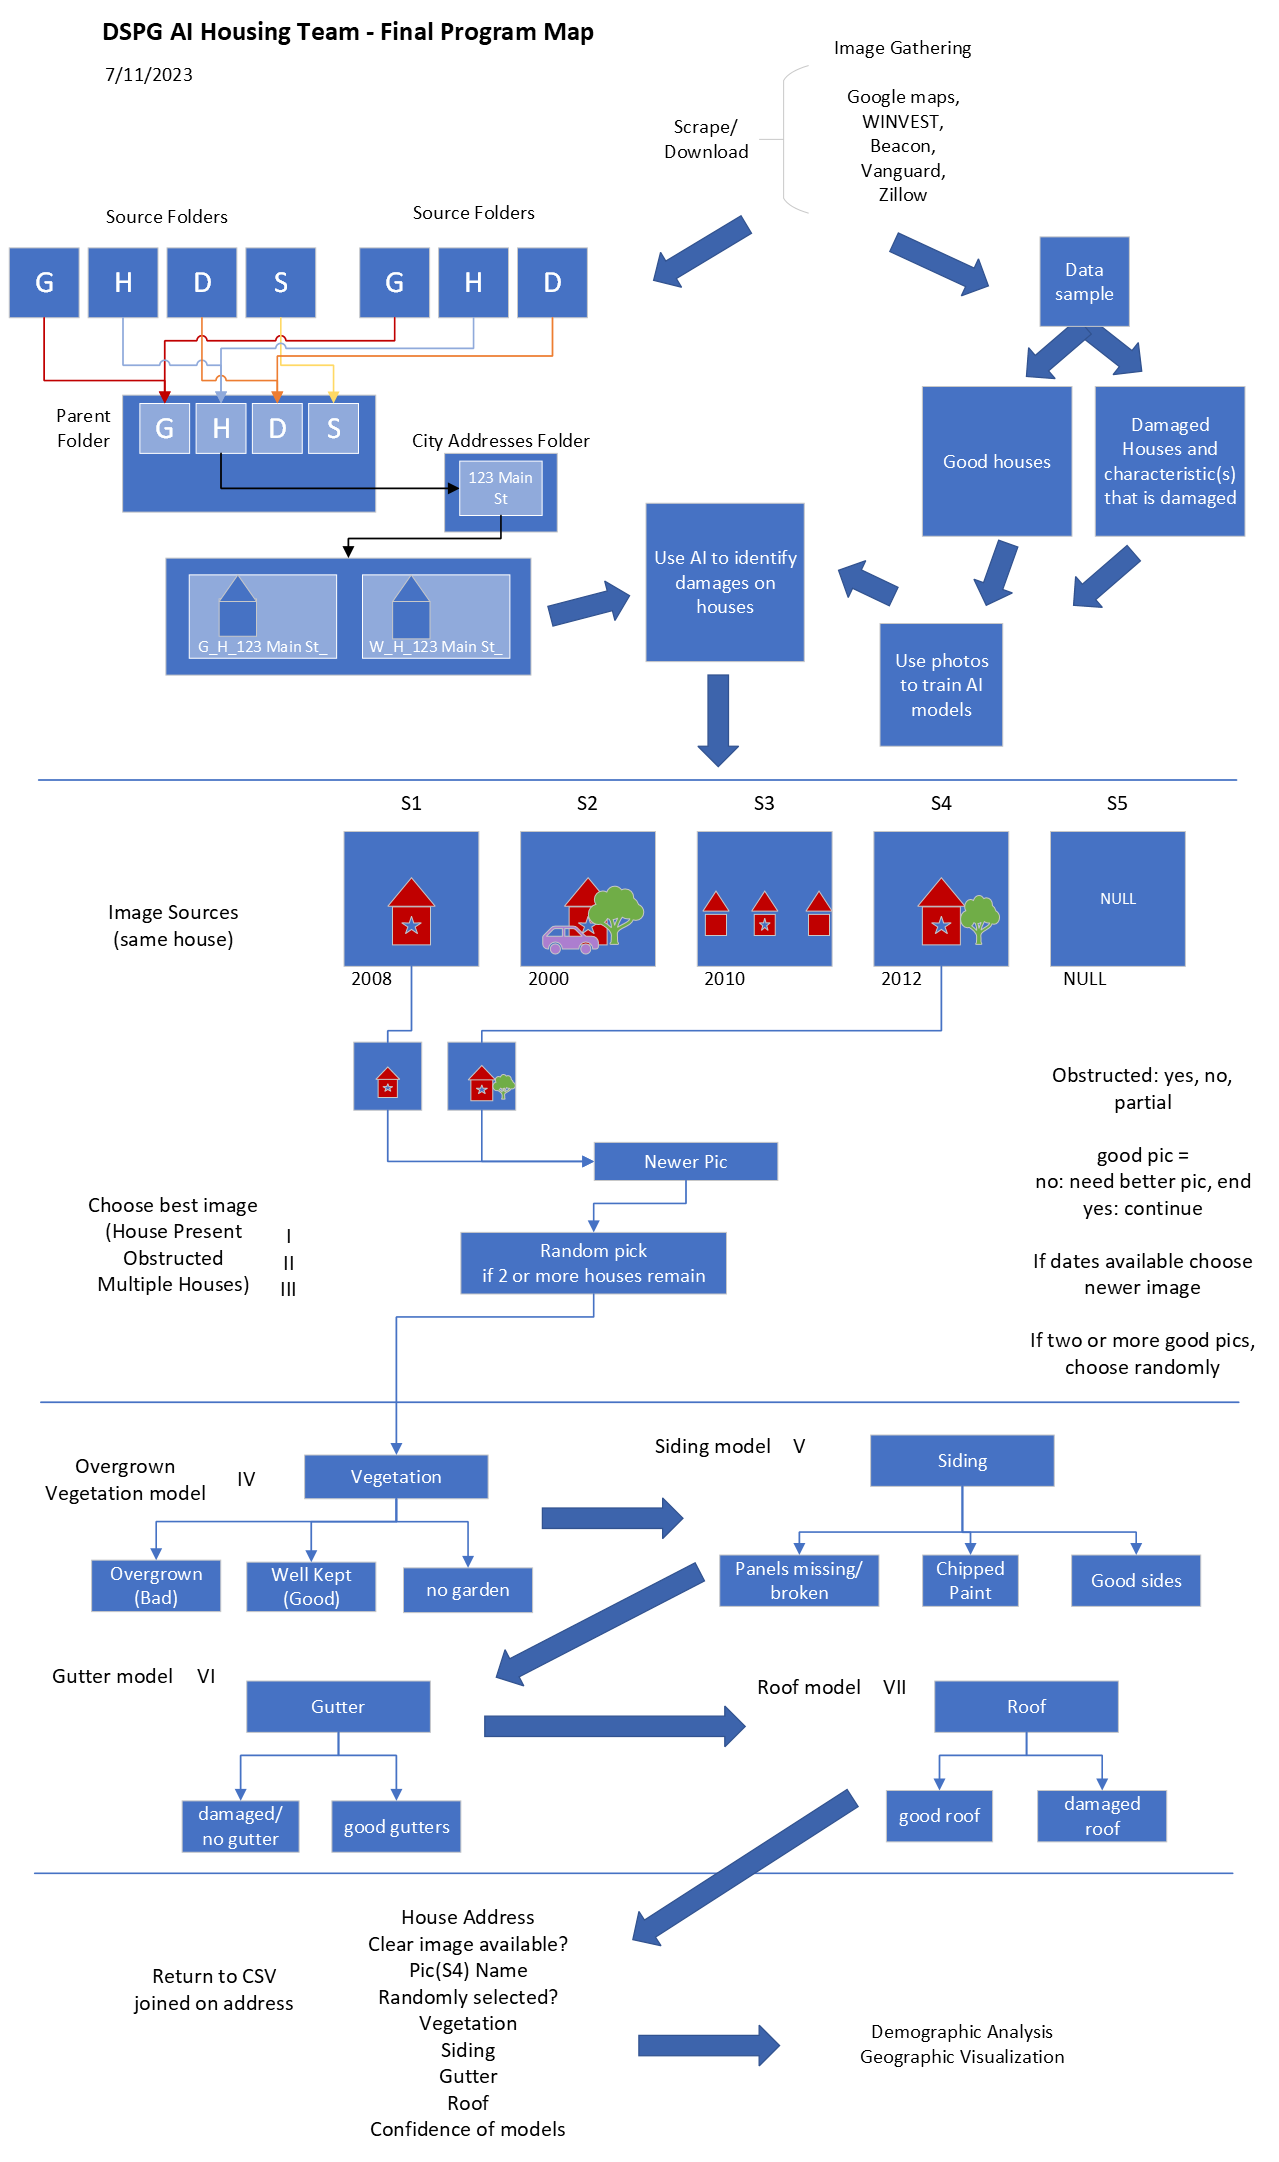 DSPG AI Housing Team - Final Program Map
7/11/2023
Image Gathering
Google maps,
WINVEST,
Beacon,
Vanguard,
Zillow
Scrape/
Download
Source Folders
Source Folders
G H D S
G H D
Data
sample
Parent
Folder
G H D S
City Addresses Folder
123 Main
St
Good houses
Damaged
Houses and
characteristic(s)
that is damaged
Use AI to identify
damages on
houses
G_H_123 Main St_
W_H_123 Main St_
Use photos
to train AI
models
S1 S2 S3 S4 S5
Image Sources
(same house)
NULL
2008 2000 2010 2012 NULL
Obstructed: yes, no,
partial
good pic =
no: need better pic, end
yes: continue
If dates available choose
newer image
If two or more good pics,
choose randomly
Newer Pic
Choose best image
(House Present I
Obstructed II
Multiple Houses) III
Random pick
if 2 or more houses remain
Overgrown
Vegetation model IV
Vegetation
Overgrown
(Bad)
Well Kept
(Good)
no garden
Siding model V
Siding
Panels missing/
broken
Chipped
Paint
Good sides
Gutter model VI
Gutter
damaged/
no gutter
good gutters
Roof model VII
Roof
good roof
damaged
roof
Return to CSV
joined on address
House Address
Clear image available?
Pic(S4) Name
Randomly selected?
Vegetation
Siding
Gutter
Roof
Confidence of models
Demographic Analysis
Geographic Visualization